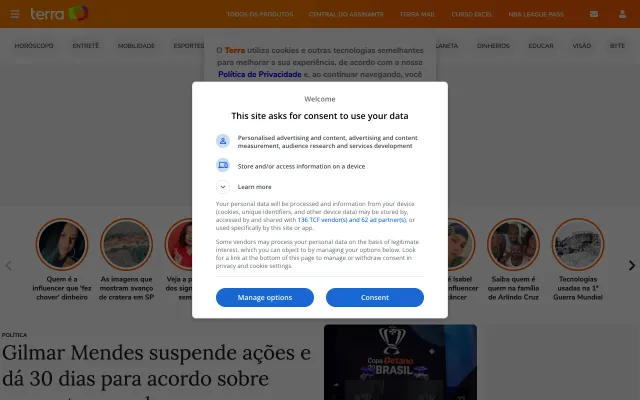 terra
TODOS OS PRODUTOS
CENTRAL DO ASSINANTE
TERRA MAIL
CURSO EXCEL
NBA LEAGUE PASS
HORÓSCOPO
ENTRETÊ
MOBILIDADE
ESPORTES
PLANETA
DINHEIROS
EDUCAR
VISÃO
BYTE
O Terra utiliza cookies e outras tecnologias semelhantes
para melhorar a sua experiência, de acordo com a nossa
Política de Privacidade e, ao continuar navegando, você
Welcome
This site asks for consent to use your data
Personalised advertising and content, advertising and content
measurement, audience research and services development
Store and/or access information on a device
Learn more
Your personal data will be processed and information from your device
(cookies, unique identifiers, and other device data) may be stored by,
accessed by and shared with 136 TCF vendor(s) and 62 ad partner(s), or
used specifically by this site or app.
Some vendors may process your personal data on the basis of legitimate
interest, which you can object to by managing your options below. Look
for a link at the bottom of this page to manage or withdraw consent in
privacy and cookie settings.
Manage options
Consent
Quem é a
influencer que 'fez
chover' dinheiro
As imagens que
mostram avanço
de cratera em SP
Veja a p
dos sign
sem
é Isabel
influencer
câncer
Saiba quem é
quem na família
de Arlindo Cruz
Tecnologias
usadas na 1ª
Guerra Mundial
POLÍTICA
Gilmar Mendes suspende ações e
dá 30 dias para acordo sobre
Copa Betano
do BRASIL